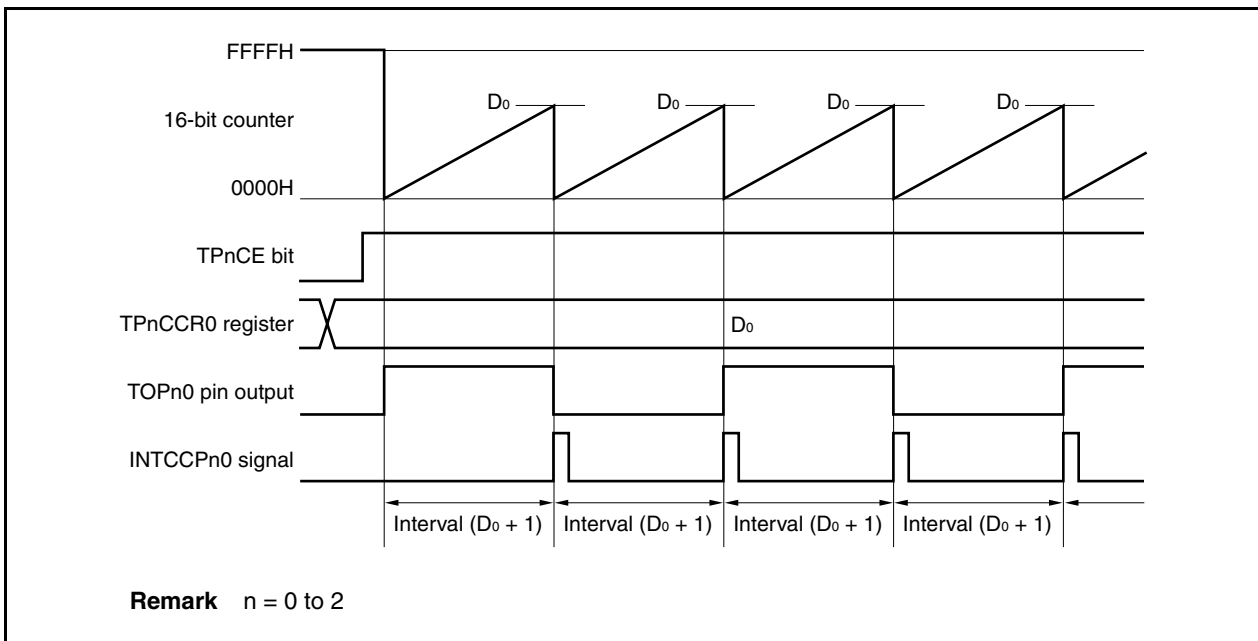 FFFFH
D0 D0 D0 D0
16-bit counter
0000H
TPnCE bit
TPnCCR0 register
D0
TOPn0 pin output
INTCCPn0 signal
Interval (D0 + 1) Interval (D0 + 1) Interval (D0 + 1) Interval (D0 + 1)
Remark n = 0 to 2